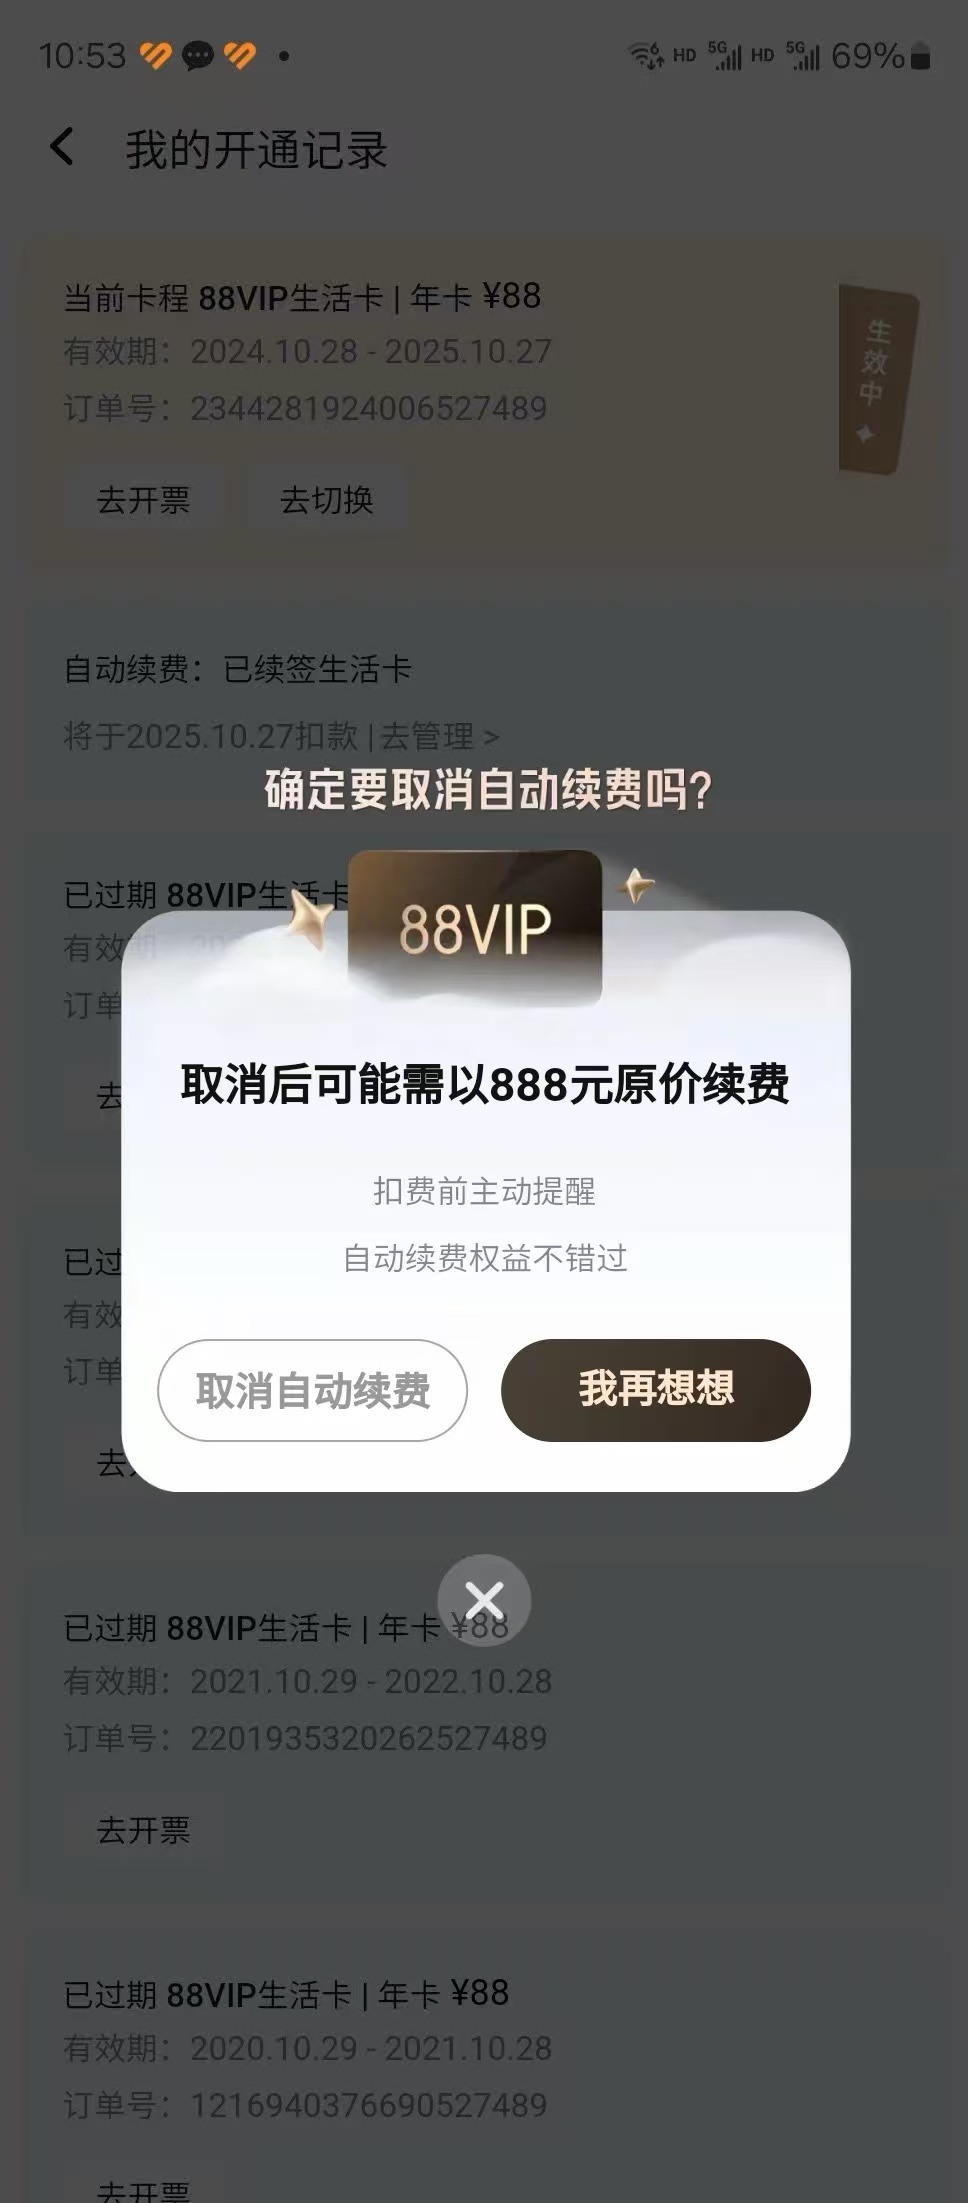 10:53
HD 5G HD 5G 69%
我的开通记录
当前卡程 88VIP生活卡 | 年卡 ¥88
有效期：2024.10.28 - 2025.10.27
订单号：2344281924006527489
生效中
去开票 去切换
自动续费：已续签生活卡
将于2025.10.27扣款 | 去管理 >
确定要取消自动续费吗？
已过期 88VIP生活卡
有效期
88VIP
订单
取消后可能需以888元原价续费
去
扣费前主动提醒
自动续费权益不错过
已过
有效
订单
取消自动续费 我再想想
去
已过期 88VIP生活卡 | 年卡 ¥88
有效期：2021.10.29 - 2022.10.28
订单号：2201935320262527489
去开票
已过期 88VIP生活卡 | 年卡 ¥88
有效期：2020.10.29 - 2021.10.28
订单号：1216940376690527489
去开票